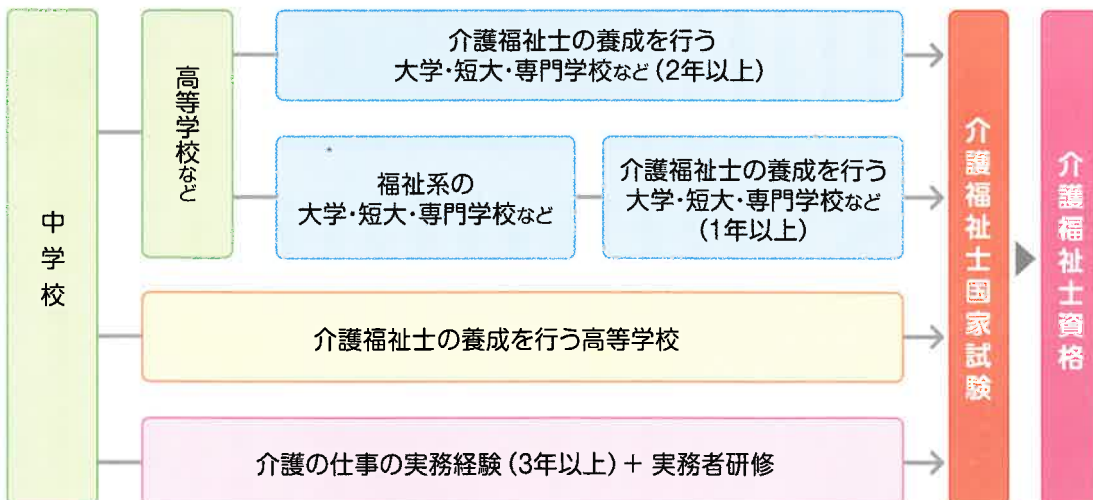 中学校
高等学校など
介護福祉士の養成を行う
大学・短大・専門学校など（2年以上）
福祉系の
大学・短大・専門学校など
介護福祉士の養成を行う
大学・短大・専門学校など
（1年以上）
介護福祉士の養成を行う高等学校
介護の仕事の実務経験（3年以上）＋ 実務者研修
介護福祉士国家試験
介護福祉士資格